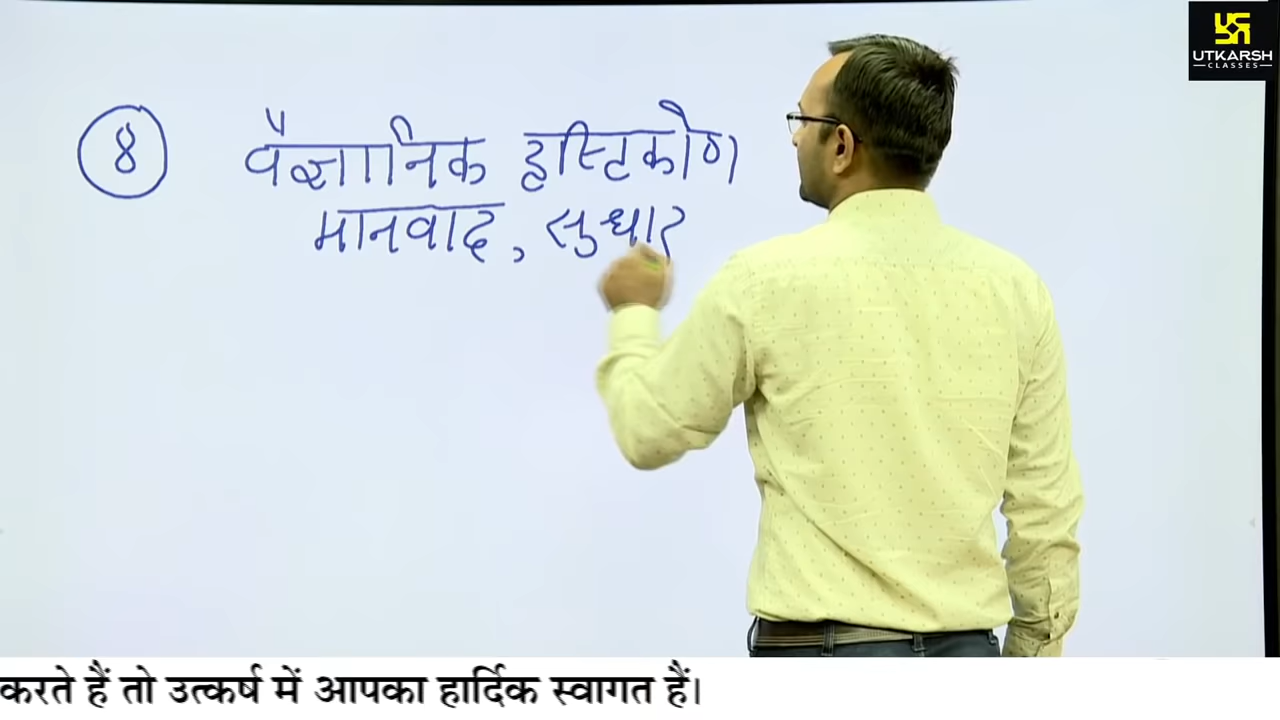 UTKARSH
CLASSES
8 वैज्ञानिक दृष्टिकोण
मानवाद, सुधार
करते हैं तो उत्कर्ष में आपका हार्दिक स्वागत हैं।